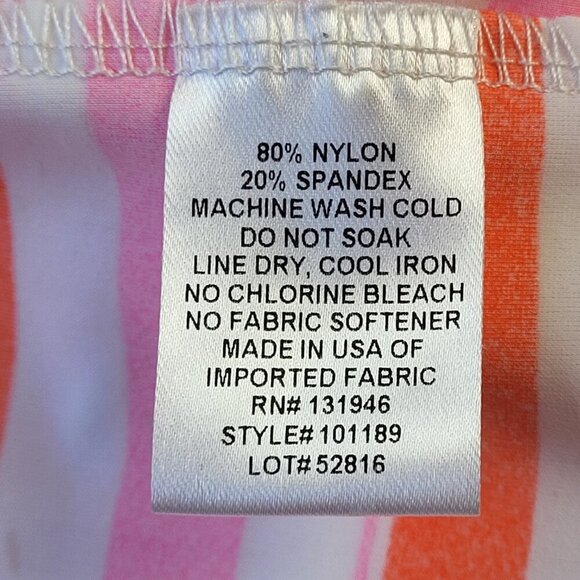 80% NYLON
20% SPANDEX
MACHINE WASH COLD
DO NOT SOAK
LINE DRY, COOL IRON
NO CHLORINE BLEACH
NO FABRIC SOFTENER
MADE IN USA OF
IMPORTED FABRIC
RN# 131946
STYLE# 101189
LOT# 52816